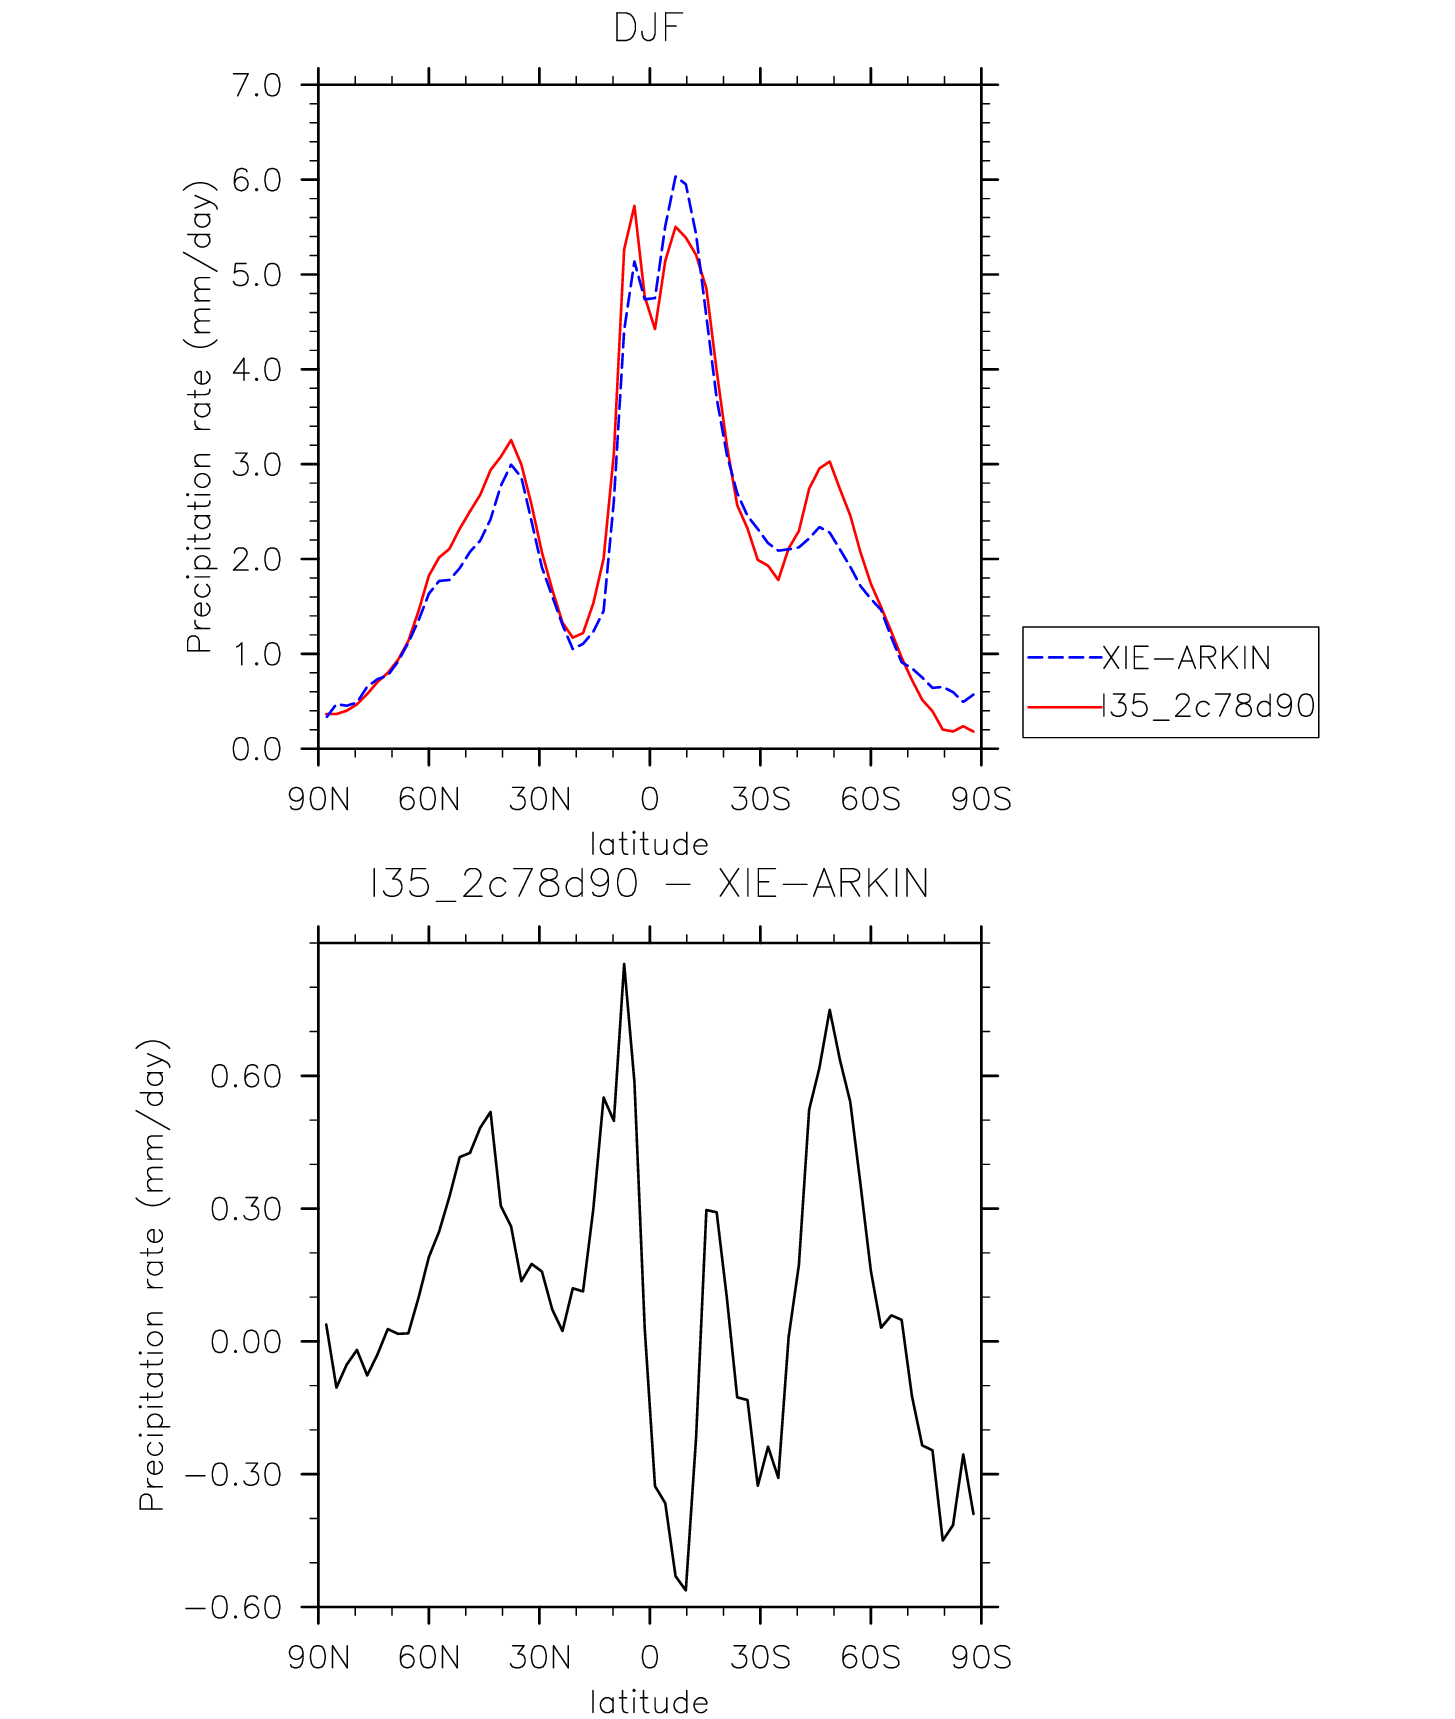 DJF
7.0
6.0
5.0
4.0
3.0
2.0
1.0
0.0
Precipitation rate (mm/day)
90N 60N 30N 0 30S 60S 90S
latitude
XIE-ARKIN
I35_2c78d90
I35_2c78d90 - XIE-ARKIN
0.60
0.30
0.00
-0.30
-0.60
Precipitation rate (mm/day)
90N 60N 30N 0 30S 60S 90S
latitude